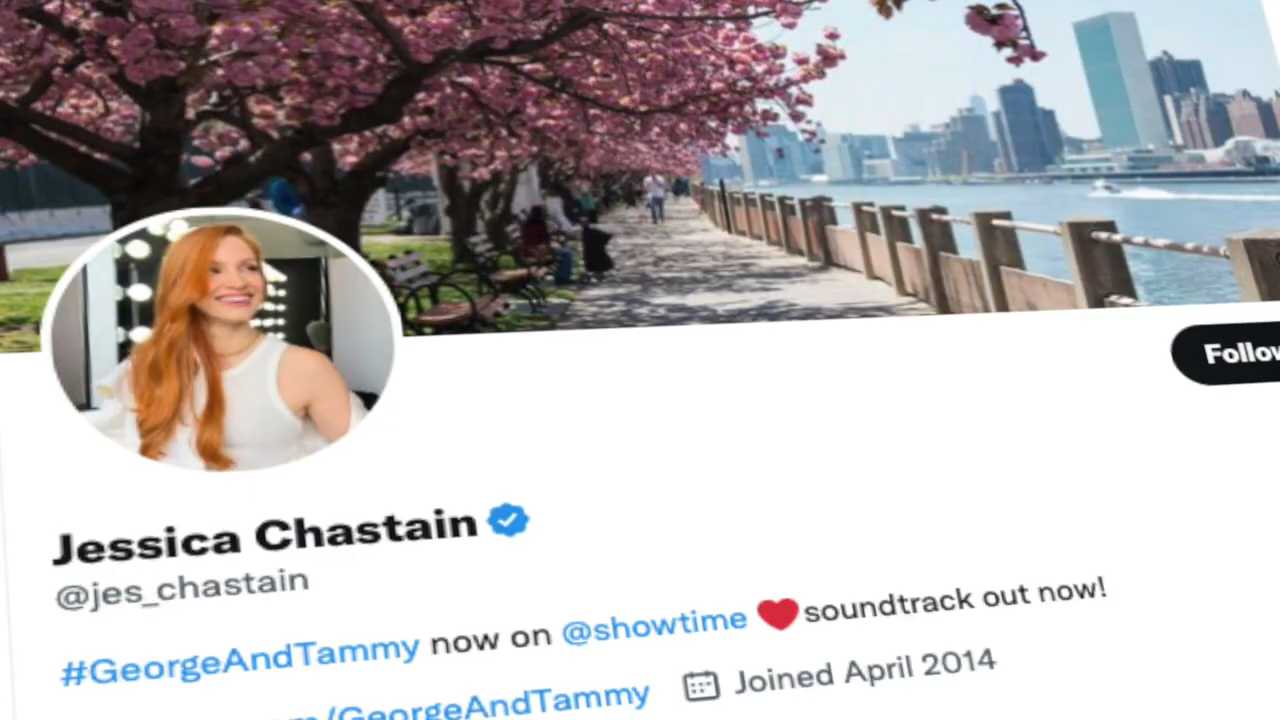 Follow
Jessica Chastain
@jes_chastain
#GeorgeAndTammy now on @showtime ❤️soundtrack out now!
/GeorgeAndTammy Joined April 2014